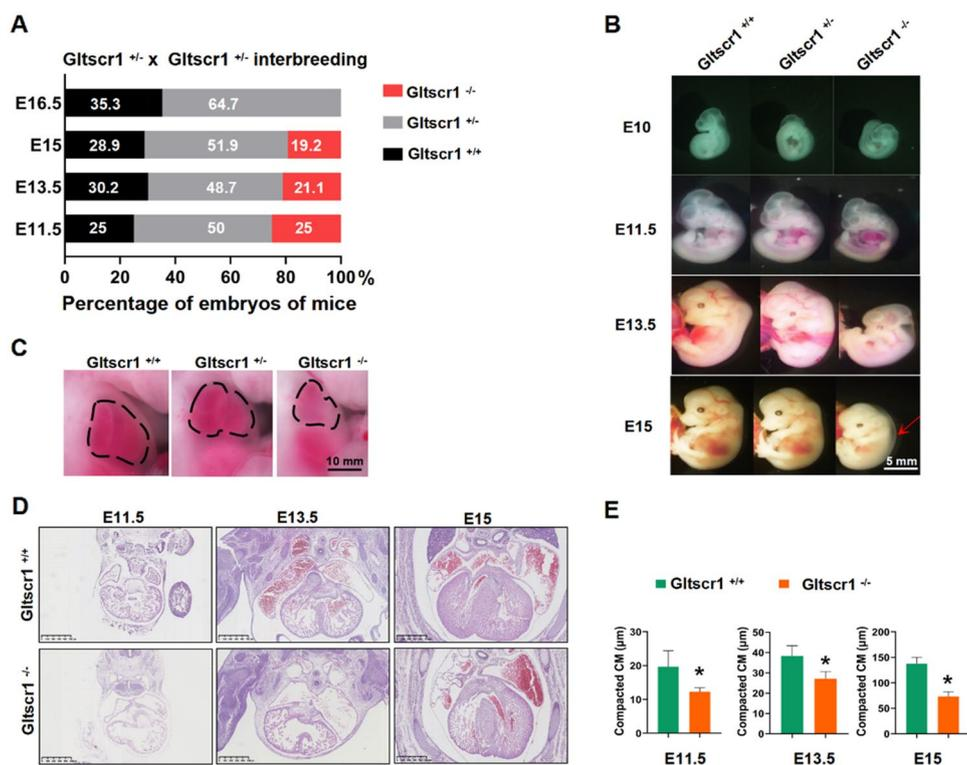 A
Gltscr1 +/- x Gltscr1 +/- interbreeding
E16.5 35.3 64.7
E15 28.9 51.9 19.2
E13.5 30.2 48.7 21.1
E11.5 25 50 25
0 20 40 60 80 100 %
Percentage of embryos of mice
Gltscr1 -/-
Gltscr1 +/-
Gltscr1 +/+
B
Gltscr1 +/+ Gltscr1 +/- Gltscr1 -/-
E10
E11.5
E13.5
E15
5 mm
C
Gltscr1 +/+ Gltscr1 +/- Gltscr1 -/-
10 mm
D
E11.5 E13.5 E15
Gltscr1 +/+
Gltscr1 -/-
E
Gltscr1 +/+ Gltscr1 -/-
Compacted CM (μm)
30
20
10
0
*
E11.5
Compacted CM (μm)
50
40
30
20
10
0
*
E13.5
Compacted CM (μm)
200
150
100
50
0
*
E15